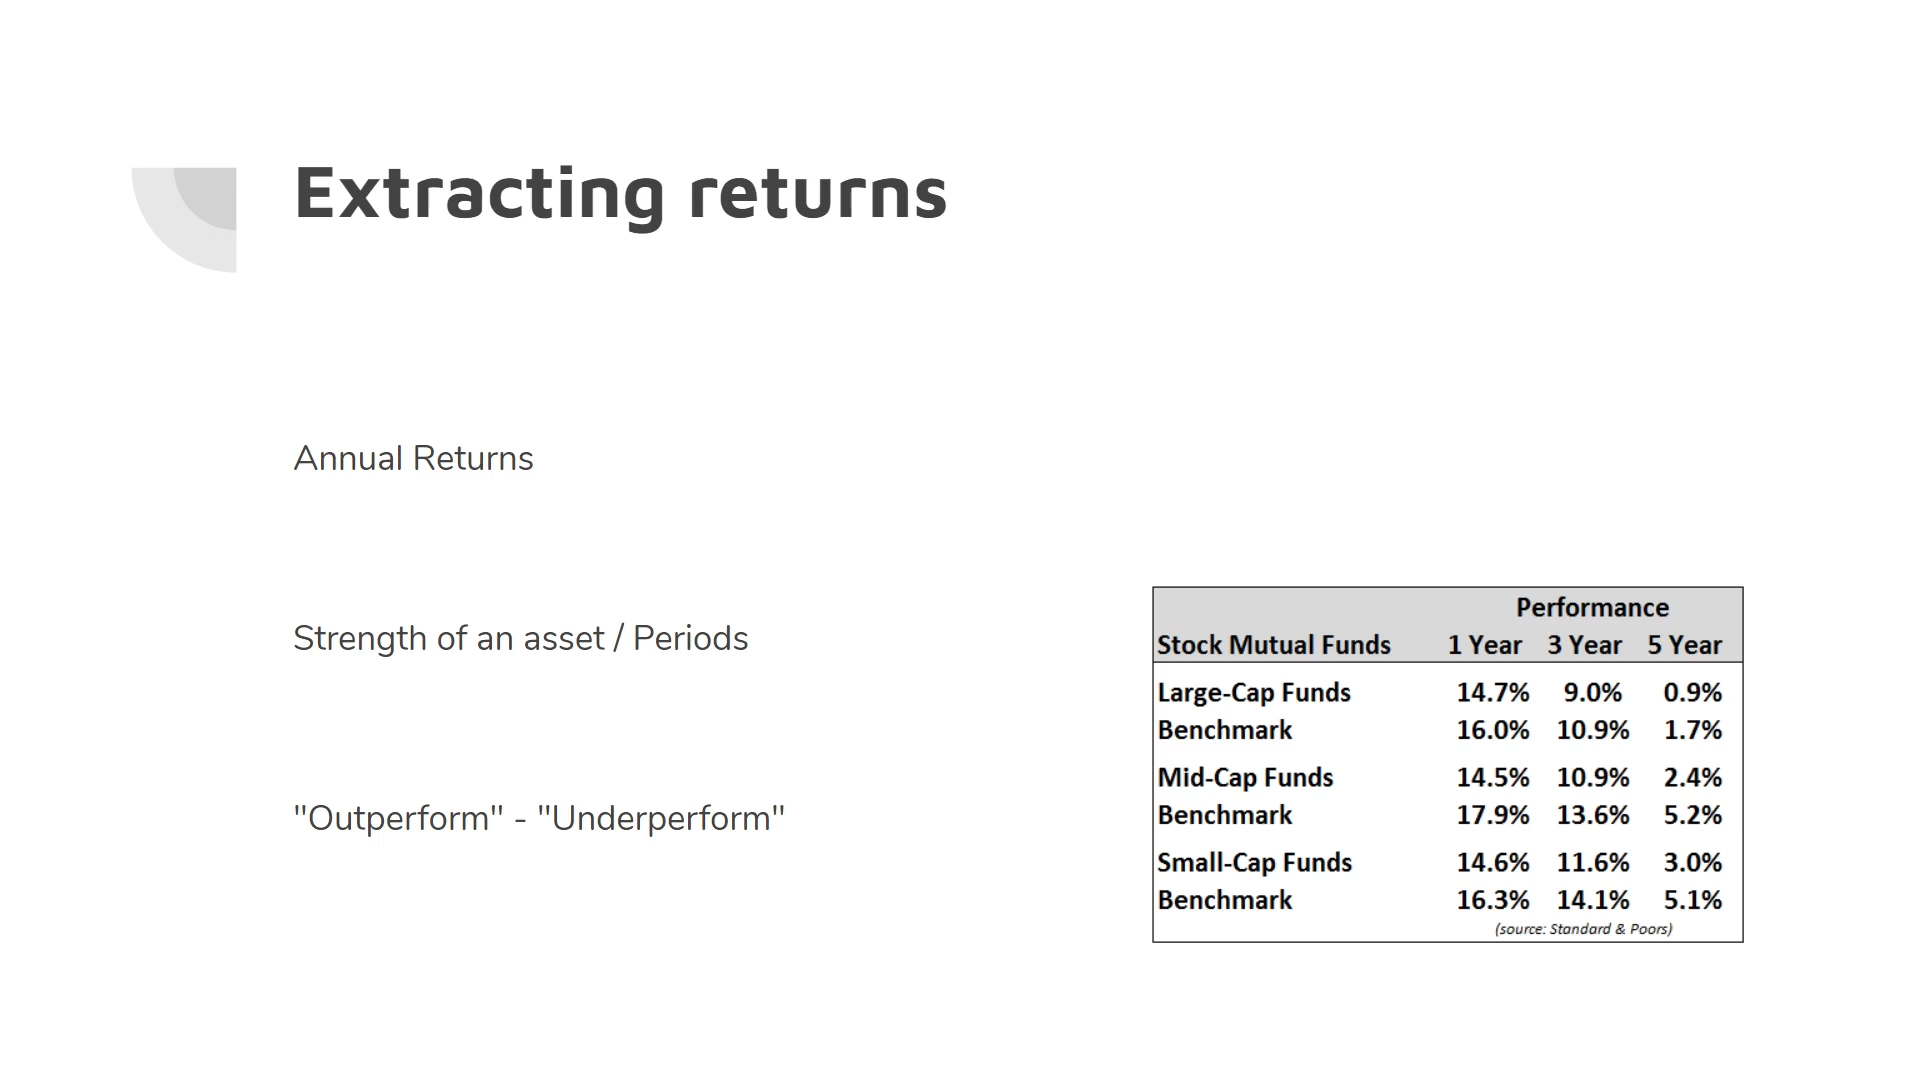 Extracting returns
Annual Returns
Strength of an asset / Periods
"Outperform" - "Underperform"
Performance
Stock Mutual Funds 1 Year 3 Year 5 Year
Large-Cap Funds 14.7% 9.0% 0.9%
Benchmark 16.0% 10.9% 1.7%
Mid-Cap Funds 14.5% 10.9% 2.4%
Benchmark 17.9% 13.6% 5.2%
Small-Cap Funds 14.6% 11.6% 3.0%
Benchmark 16.3% 14.1% 5.1%
(source: Standard & Poors)